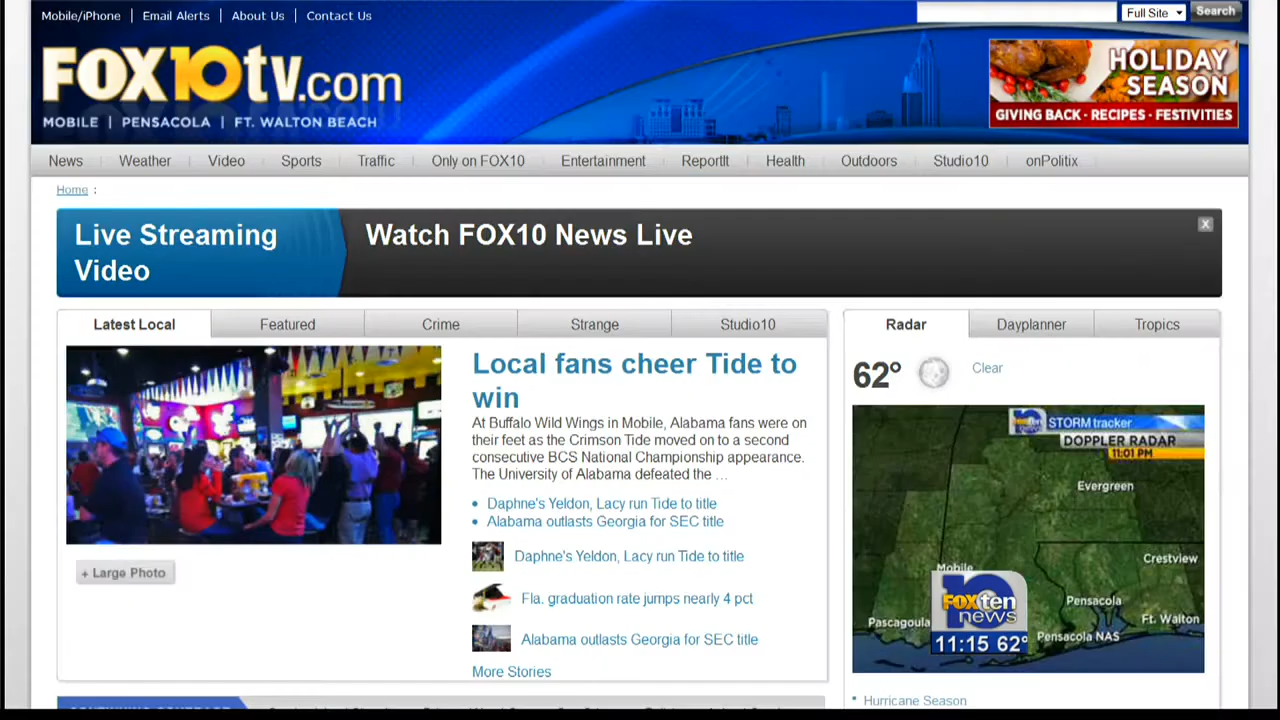 Mobile/iPhone | Email Alerts | About Us | Contact Us
Full Site
Search
FOX10tv.com
MOBILE | PENSACOLA | FT. WALTON BEACH
HOLIDAY
SEASON
GIVING BACK - RECIPES - FESTIVITIES
News Weather Video Sports Traffic Only on FOX10 Entertainment ReportIt Health Outdoors Studio10 onPolitix
Home :
Live Streaming
Video
Watch FOX10 News Live
X
Latest Local Featured Crime Strange Studio10
Local fans cheer Tide to
win
At Buffalo Wild Wings in Mobile, Alabama fans were on
their feet as the Crimson Tide moved on to a second
consecutive BCS National Championship appearance.
The University of Alabama defeated the ...
• Daphne's Yeldon, Lacy run Tide to title
• Alabama outlasts Georgia for SEC title
+ Large Photo
Daphne's Yeldon, Lacy run Tide to title
Fla. graduation rate jumps nearly 4 pct
Alabama outlasts Georgia for SEC title
More Stories
Radar Dayplanner Tropics
62° Clear
10 STORM tracker
DOPPLER RADAR
11:01 PM
Evergreen
Crestview
Mobile
Pensacola
Ft. Walton
Pascagoula
Pensacola NAS
10
FOX ten
news
11:15 62°
• Hurricane Season